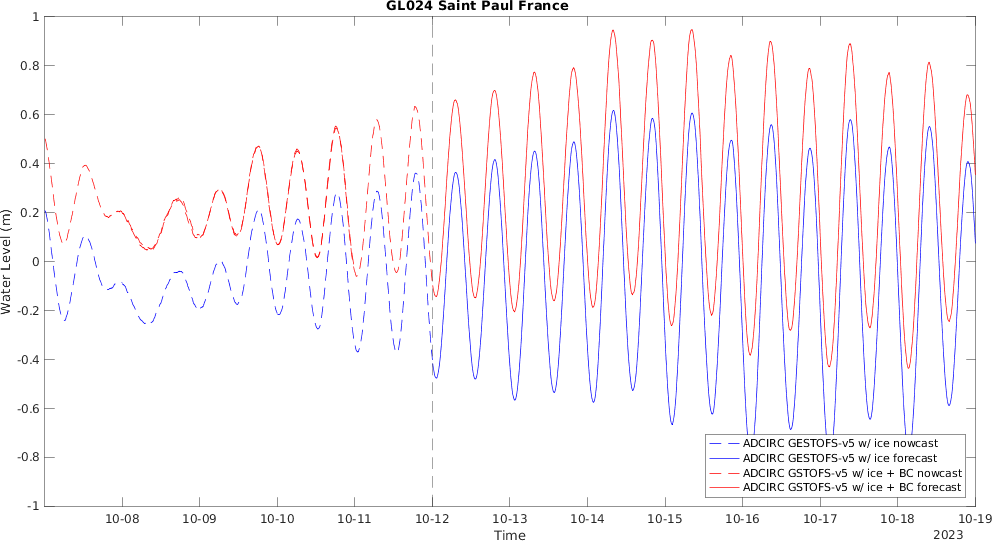 GL024 Saint Paul France
Water Level (m)
1
0.8
0.6
0.4
0.2
0
-0.2
-0.4
-0.6
-0.8
-1
ADCIRC GESTOFS-v5 w/ ice nowcast
ADCIRC GESTOFS-v5 w/ ice forecast
ADCIRC GSTOFS-v5 w/ ice + BC nowcast
ADCIRC GSTOFS-v5 w/ ice + BC forecast
10-08 10-09 10-10 10-11 10-12 10-13 10-14 10-15 10-16 10-17 10-18 10-19
Time
2023